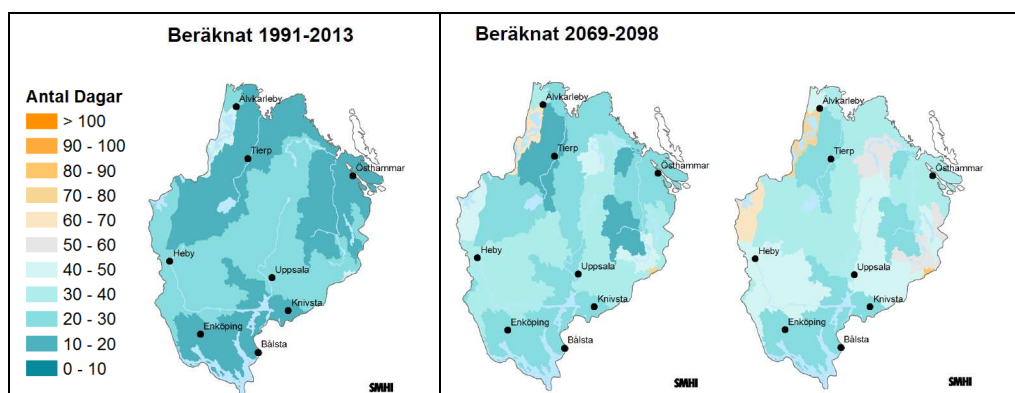 Beräknat 1991-2013
Antal Dagar
> 100
90 - 100
80 - 90
70 - 80
60 - 70
50 - 60
40 - 50
30 - 40
20 - 30
10 - 20
0 - 10
Älvkarleby
Tierp
Östhammar
Heby
Uppsala
Knivsta
Enköping
Bålsta
SMHI
Beräknat 2069-2098
Älvkarleby
Tierp
Östhammar
Heby
Uppsala
Knivsta
Enköping
Bålsta
SMHI
Älvkarleby
Tierp
Östhammar
Heby
Uppsala
Knivsta
Enköping
Bålsta
SMHI